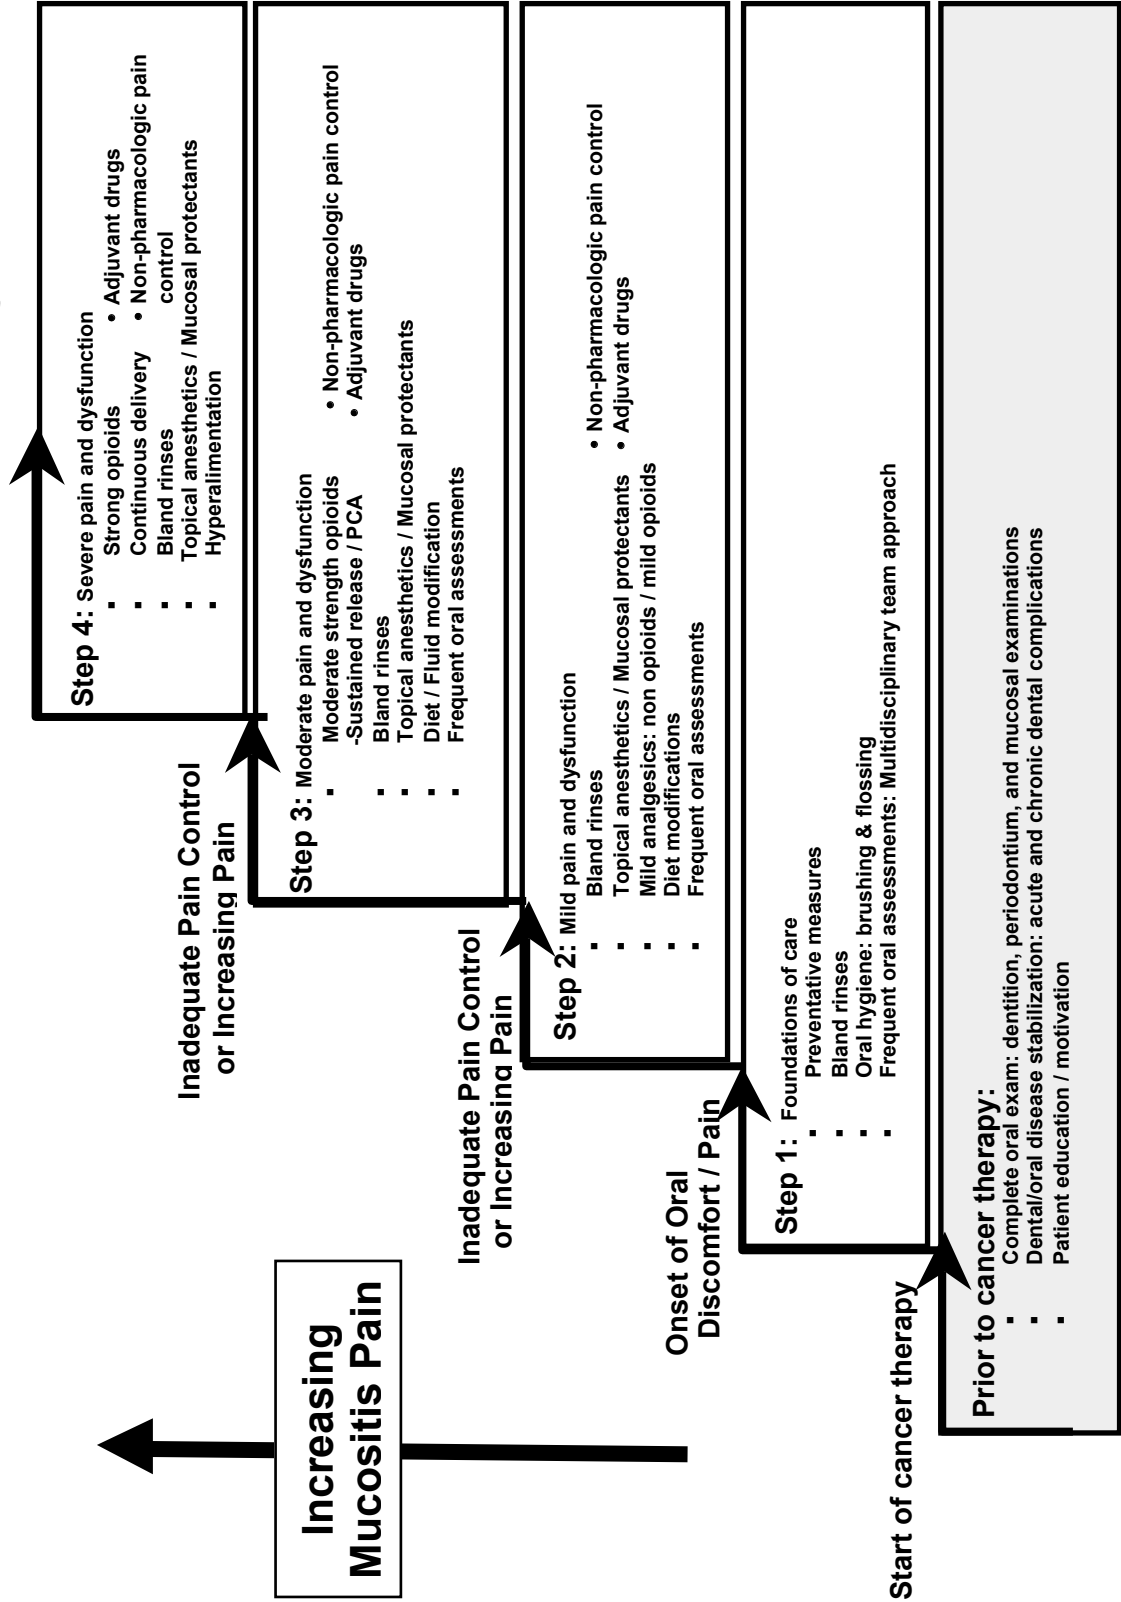 Step 4: Severe pain and dysfunction
▪ Strong opioids
▪ Continuous delivery
▪ Bland rinses
▪ Topical anesthetics / Mucosal protectants
▪ Hyperalimentation
• Adjuvant drugs
• Non-pharmacologic pain
control
Inadequate Pain Control
or Increasing Pain
Step 3: Moderate pain and dysfunction
▪ Moderate strength opioids
-Sustained release / PCA
▪ Bland rinses
▪ Topical anesthetics / Mucosal protectants
▪ Diet / Fluid modification
▪ Frequent oral assessments
• Non-pharmacologic pain control
• Adjuvant drugs
Inadequate Pain Control
or Increasing Pain
Step 2: Mild pain and dysfunction
▪ Bland rinses
▪ Topical anesthetics / Mucosal protectants
▪ Mild analgesics: non opioids / mild opioids
▪ Diet modifications
▪ Frequent oral assessments
• Non-pharmacologic pain control
• Adjuvant drugs
Onset of Oral
Discomfort / Pain
Step 1: Foundations of care
▪ Preventative measures
▪ Bland rinses
▪ Oral hygiene: brushing & flossing
▪ Frequent oral assessments: Multidisciplinary team approach
Start of cancer therapy
Prior to cancer therapy:
▪ Complete oral exam: dentition, periodontium, and mucosal examinations
▪ Dental/oral disease stabilization: acute and chronic dental complications
▪ Patient education / motivation
Increasing
Mucositis Pain